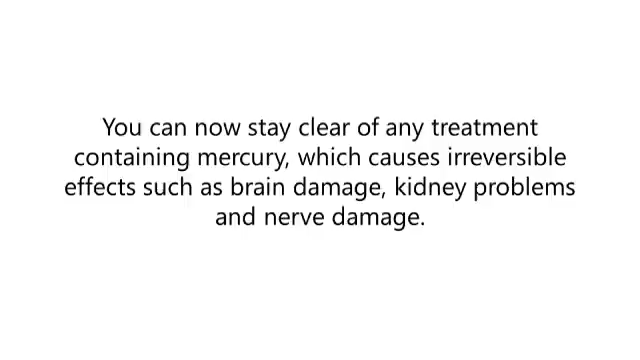 You can now stay clear of any treatment
containing mercury, which causes irreversible
effects such as brain damage, kidney problems
and nerve damage.